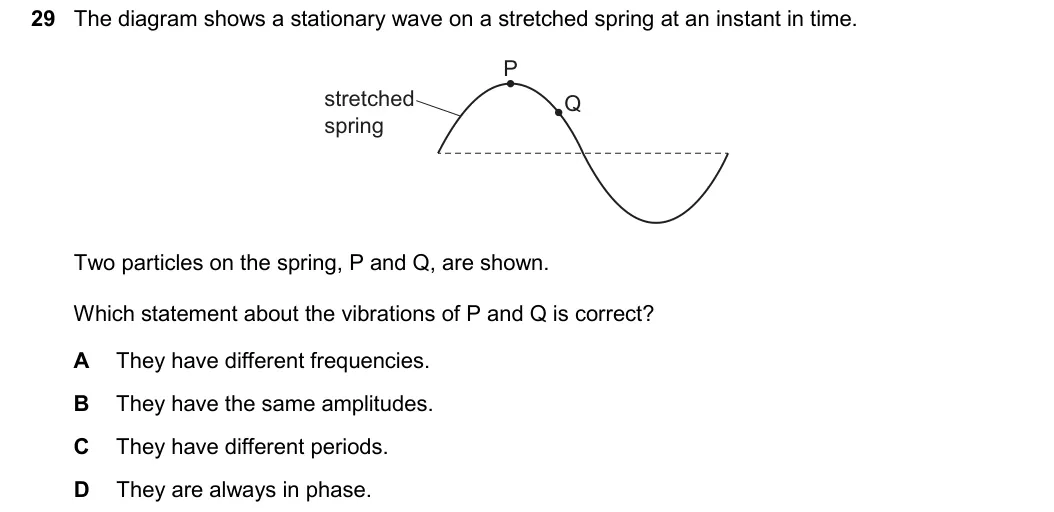 29 The diagram shows a stationary wave on a stretched spring at an instant in time.
P
Q
stretched
spring
Two particles on the spring, P and Q, are shown.
Which statement about the vibrations of P and Q is correct?
A They have different frequencies.
B They have the same amplitudes.
C They have different periods.
D They are always in phase.